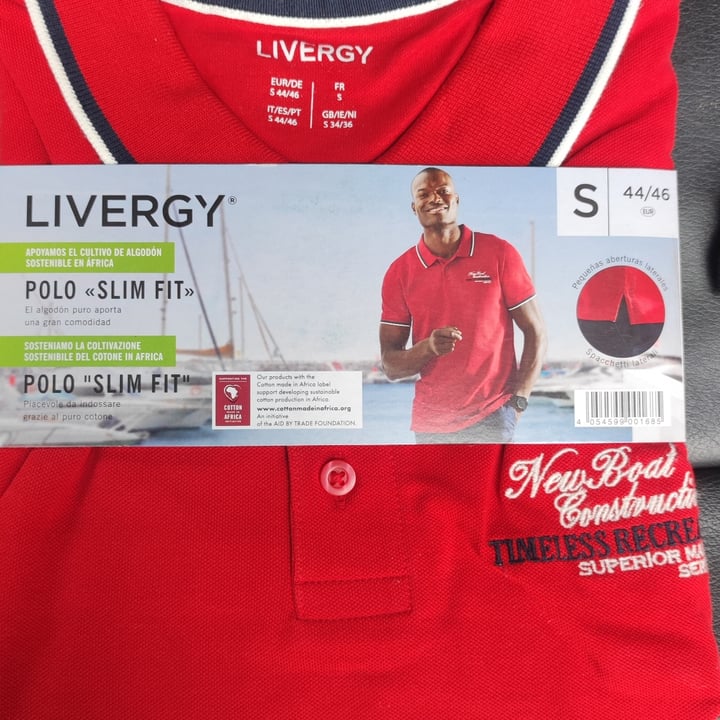 LIVERGY
EUR/DE
S 44/46
FR
S
IT/ES/PT
S 44/46
GB/IE/NI
S 34/36
LIVERGY®
S
44/46
EUR
APOYAMOS EL CULTIVO DE ALGODÓN
SOSTENIBLE EN ÁFRICA
POLO «SLIM FIT»
El algodón puro aporta
una gran comodidad
SOSTENIAMO LA COLTIVAZIONE
SOSTENIBILE DEL COTONE IN AFRICA
POLO "SLIM FIT"
Piacevole da indossare
grazie al puro cotone
COTTON
MADE IN
AFRICA
Our products with the
Cotton made in Africa label
support developing sustainable
cotton production in Africa.
www.cottonmadeinafrica.org
An initiative
of the AID BY TRADE FOUNDATION
Pequeñas aberturas laterales
Spacchetti laterali
4 054599 001685
New Boat
Constructi
TIMELESS RECREA
SUPERIOR MA
SER